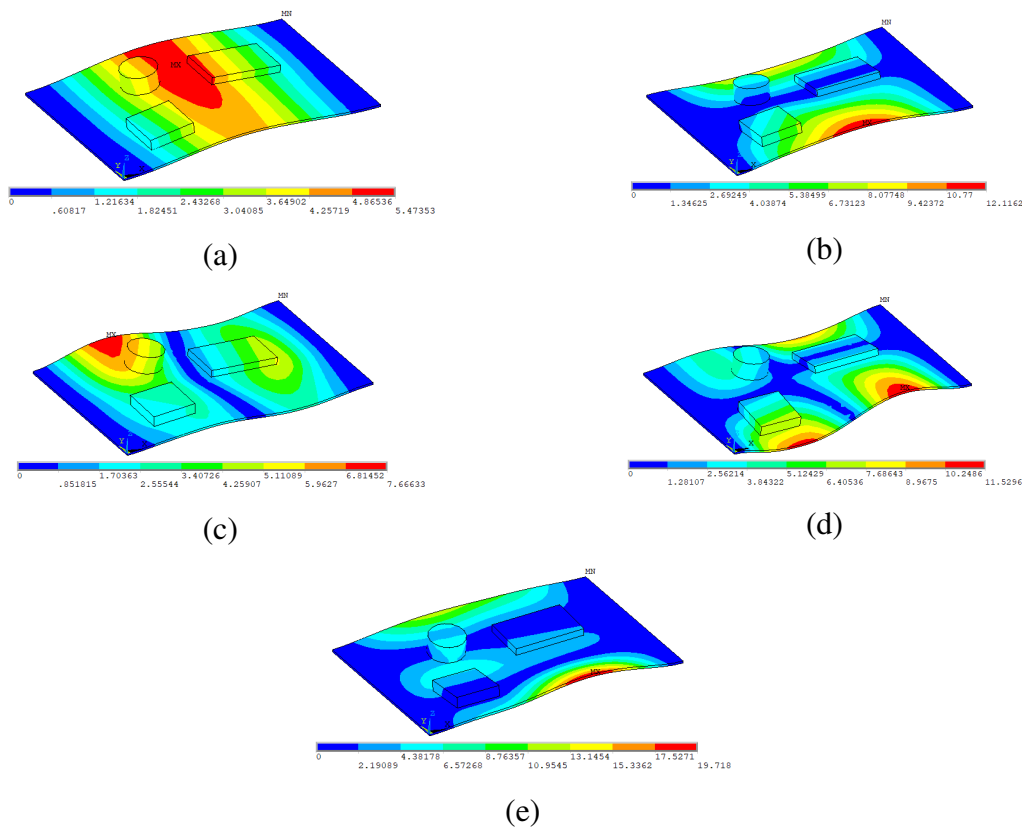 MN
MX
Y Z X
0 1.21634 2.43268 3.64902 4.86536
.60817 1.82451 3.04085 4.25719 5.47353
(a)
MN
MX
Y Z X
0 2.69249 5.38499 8.07748 10.77
1.34625 4.03874 6.73123 9.42372 12.1162
(b)
MN
MX
Y Z X
0 1.70363 3.40726 5.11089 6.81452
.851815 2.55544 4.25907 5.9627 7.66633
(c)
MN
MX
Y Z X
0 2.56214 5.12429 7.68643 10.2486
1.28107 3.84322 6.40536 8.9675 11.5296
(d)
MN
MX
Y Z X
0 4.38178 8.76357 13.1454 17.5271
2.19089 6.57268 10.9545 15.3362 19.718
(e)